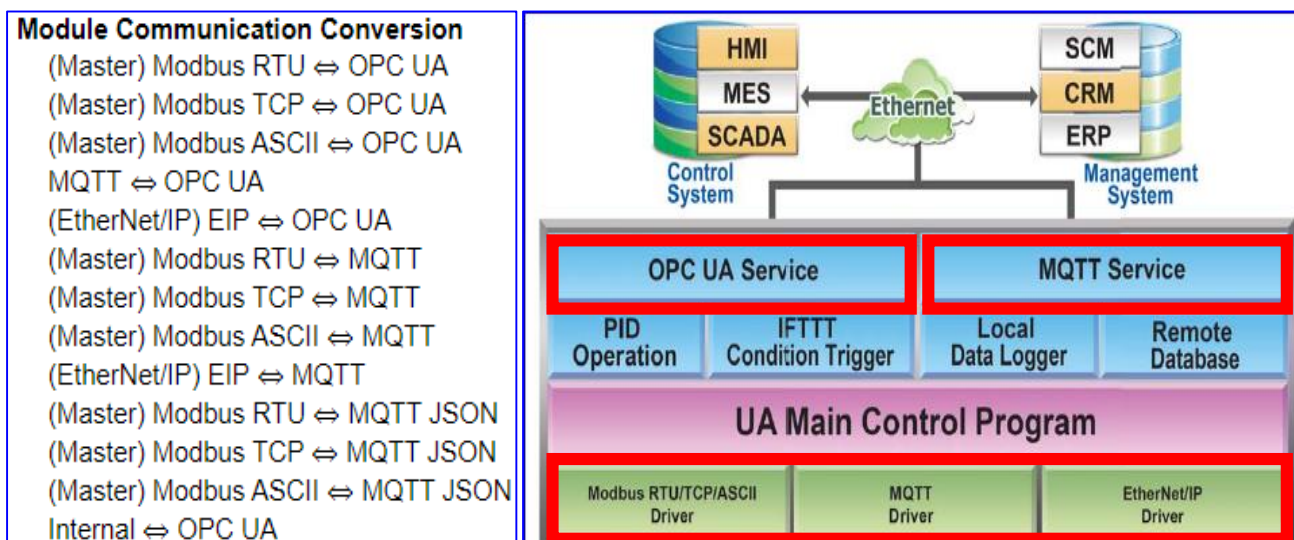 Module Communication Conversion
(Master) Modbus RTU ⇔ OPC UA
(Master) Modbus TCP ⇔ OPC UA
(Master) Modbus ASCII ⇔ OPC UA
MQTT ⇔ OPC UA
(EtherNet/IP) EIP ⇔ OPC UA
(Master) Modbus RTU ⇔ MQTT
(Master) Modbus TCP ⇔ MQTT
(Master) Modbus ASCII ⇔ MQTT
(EtherNet/IP) EIP ⇔ MQTT
(Master) Modbus RTU ⇔ MQTT JSON
(Master) Modbus TCP ⇔ MQTT JSON
(Master) Modbus ASCII ⇔ MQTT JSON
Internal ⇔ OPC UA
HMI
MES
SCADA
Control
System
Ethernet
SCM
CRM
ERP
Management
System
OPC UA Service
MQTT Service
PID
Operation
IFTTT
Condition Trigger
Local
Data Logger
Remote
Database
UA Main Control Program
Modbus RTU/TCP/ASCII
Driver
MQTT
Driver
EtherNet/IP
Driver